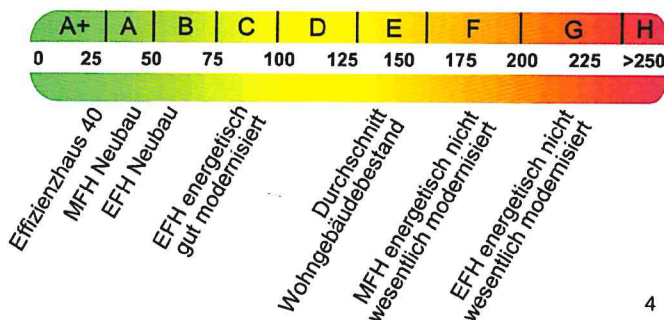 A+ A B C D E F G H
0 25 50 75 100 125 150 175 200 225 >250
Effizienzhaus 40
MFH Neubau
EFH Neubau
EFH energetisch
gut modernisiert
Durchschnitt
Wohngebäudebestand
MFH energetisch nicht
wesentlich modernisiert
EFH energetisch nicht
wesentlich modernisiert
4